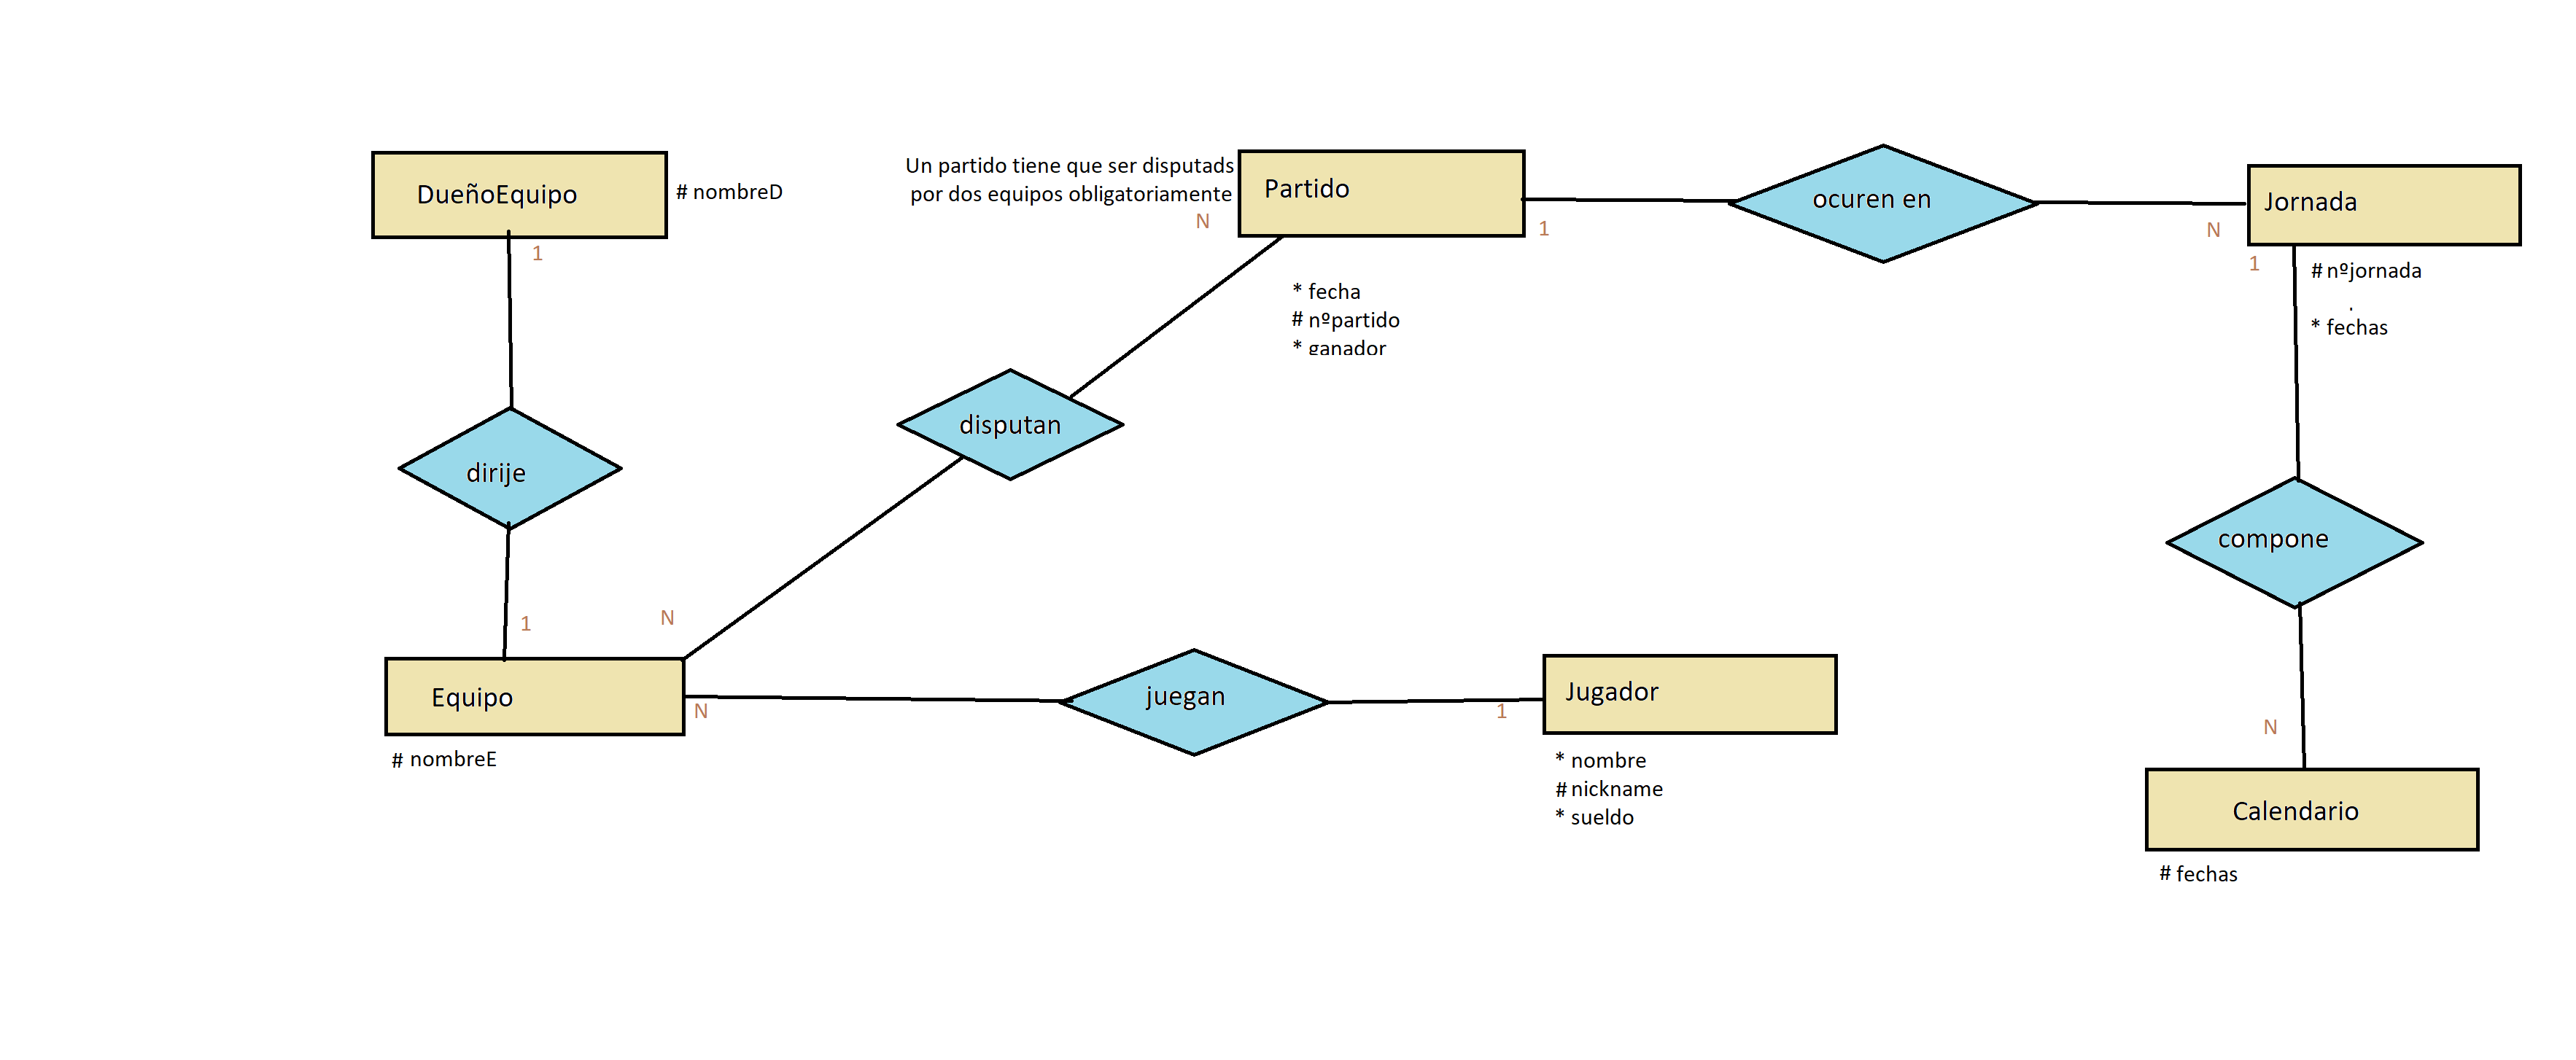 DueñoEquipo
# nombreD
1
dirije
1
Equipo
# nombreE
Un partido tiene que ser disputads
por dos equipos obligatoriamente
N
Partido
1
* fecha
# nºpartido
* ganador
disputan
N
N
juegan
1
Jugador
* nombre
# nickname
* sueldo
ocuren en
N
Jornada
1
# nºjornada
* fechas
compone
N
Calendario
# fechas